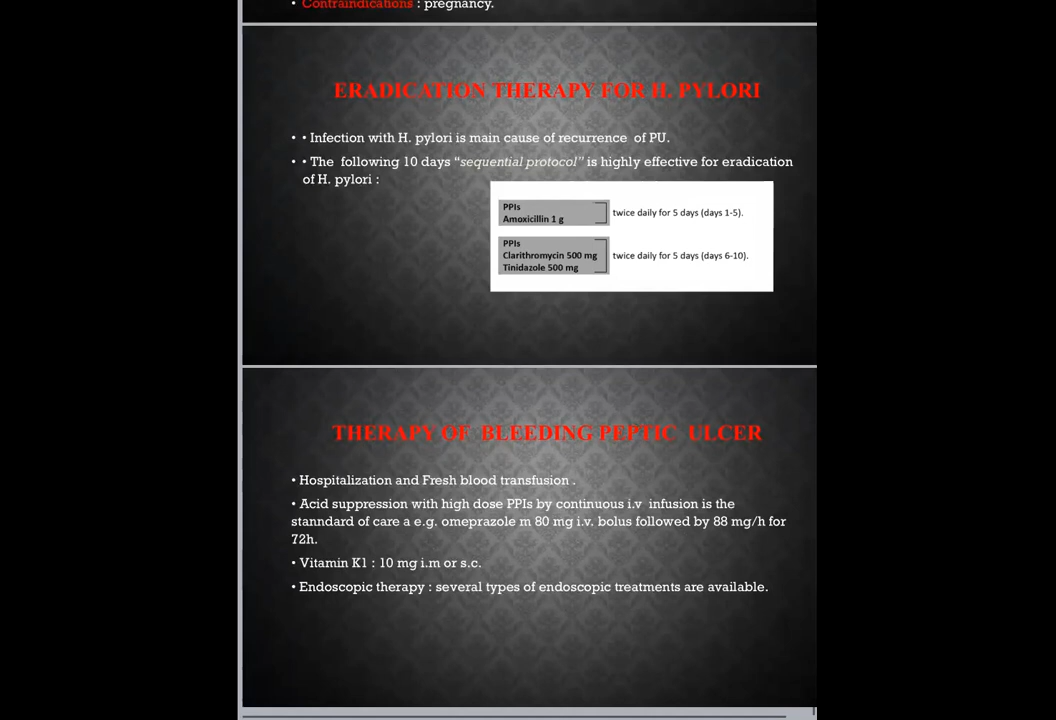 • Contraindications : pregnancy.
ERADICATION THERAPY FOR H. PYLORI
• • Infection with H. pylori is main cause of recurrence of PU.
• • The following 10 days “sequential protocol” is highly effective for eradication
of H. pylori :
PPIs
Amoxicillin 1 g
twice daily for 5 days (days 1-5).
PPIs
Clarithromycin 500 mg
Tinidazole 500 mg
twice daily for 5 days (days 6-10).
THERAPY OF BLEEDING PEPTIC ULCER
• Hospitalization and Fresh blood transfusion .
• Acid suppression with high dose PPIs by continuous i.v infusion is the
stanndard of care a e.g. omeprazole m 80 mg i.v. bolus followed by 88 mg/h for
72h.
• Vitamin K1 : 10 mg i.m or s.c.
• Endoscopic therapy : several types of endoscopic treatments are available.